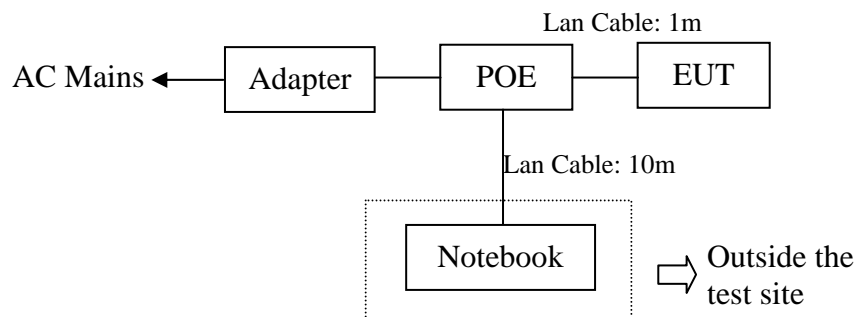 Lan Cable: 1m
AC Mains
Adapter
POE
EUT
Lan Cable: 10m
Notebook
Outside the
test site